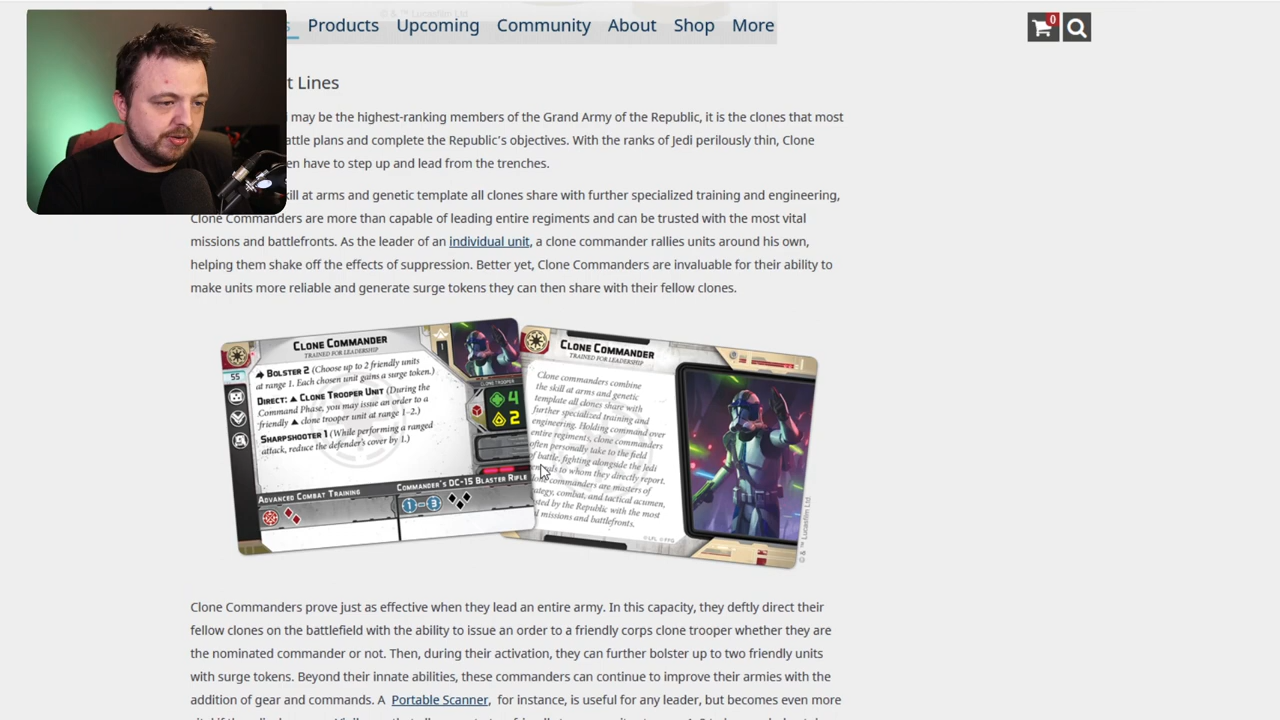 Products Upcoming Community About Shop More
0
t Lines
may be the highest-ranking members of the Grand Army of the Republic, it is the clones that most
attle plans and complete the Republic's objectives. With the ranks of Jedi perilously thin, Clone
en have to step up and lead from the trenches.
kill at arms and genetic template all clones share with further specialized training and engineering,
Clone Commanders are more than capable of leading entire regiments and can be trusted with the most vital
missions and battlefronts. As the leader of an individual unit, a clone commander rallies units around his own,
helping them shake off the effects of suppression. Better yet, Clone Commanders are invaluable for their ability to
make units more reliable and generate surge tokens they can then share with their fellow clones.
CLONE COMMANDER
TRAINED FOR LEADERSHIP
55
BOLSTER 2 (Choose up to 2 friendly units
at range 1. Each chosen unit gains a surge token.)
DIRECT: CLONE TROOPER UNIT (During the
Command Phase, you may issue an order to a
friendly clone trooper unit at range 1–2.)
SHARPSHOOTER 1 (While performing a ranged
attack, reduce the defender's cover by 1.)
CLONE TROOPER
4
2
ADVANCED COMBAT TRAINING
COMMANDER'S DC-15 BLASTER RIFLE
1-3
CLONE COMMANDER
TRAINED FOR LEADERSHIP
Clone commanders combine
the skill at arms and genetic
template all clones share with
further specialized training and
engineering. Holding command over
entire regiments, clone commanders
often personally take to the field
of battle, fighting alongside the Jedi
to whom they directly report.
commanders are masters of
strategy, combat, and tactical acumen,
by the Republic with the most
missions and battlefronts.
© LFL © FFG
© & ™ Lucasfilm Ltd.
Clone Commanders prove just as effective when they lead an entire army. In this capacity, they deftly direct their
fellow clones on the battlefield with the ability to issue an order to a friendly corps clone trooper whether they are
the nominated commander or not. Then, during their activation, they can further bolster up to two friendly units
with surge tokens. Beyond their innate abilities, these commanders can continue to improve their armies with the
addition of gear and commands. A Portable Scanner, for instance, is useful for any leader, but becomes even more